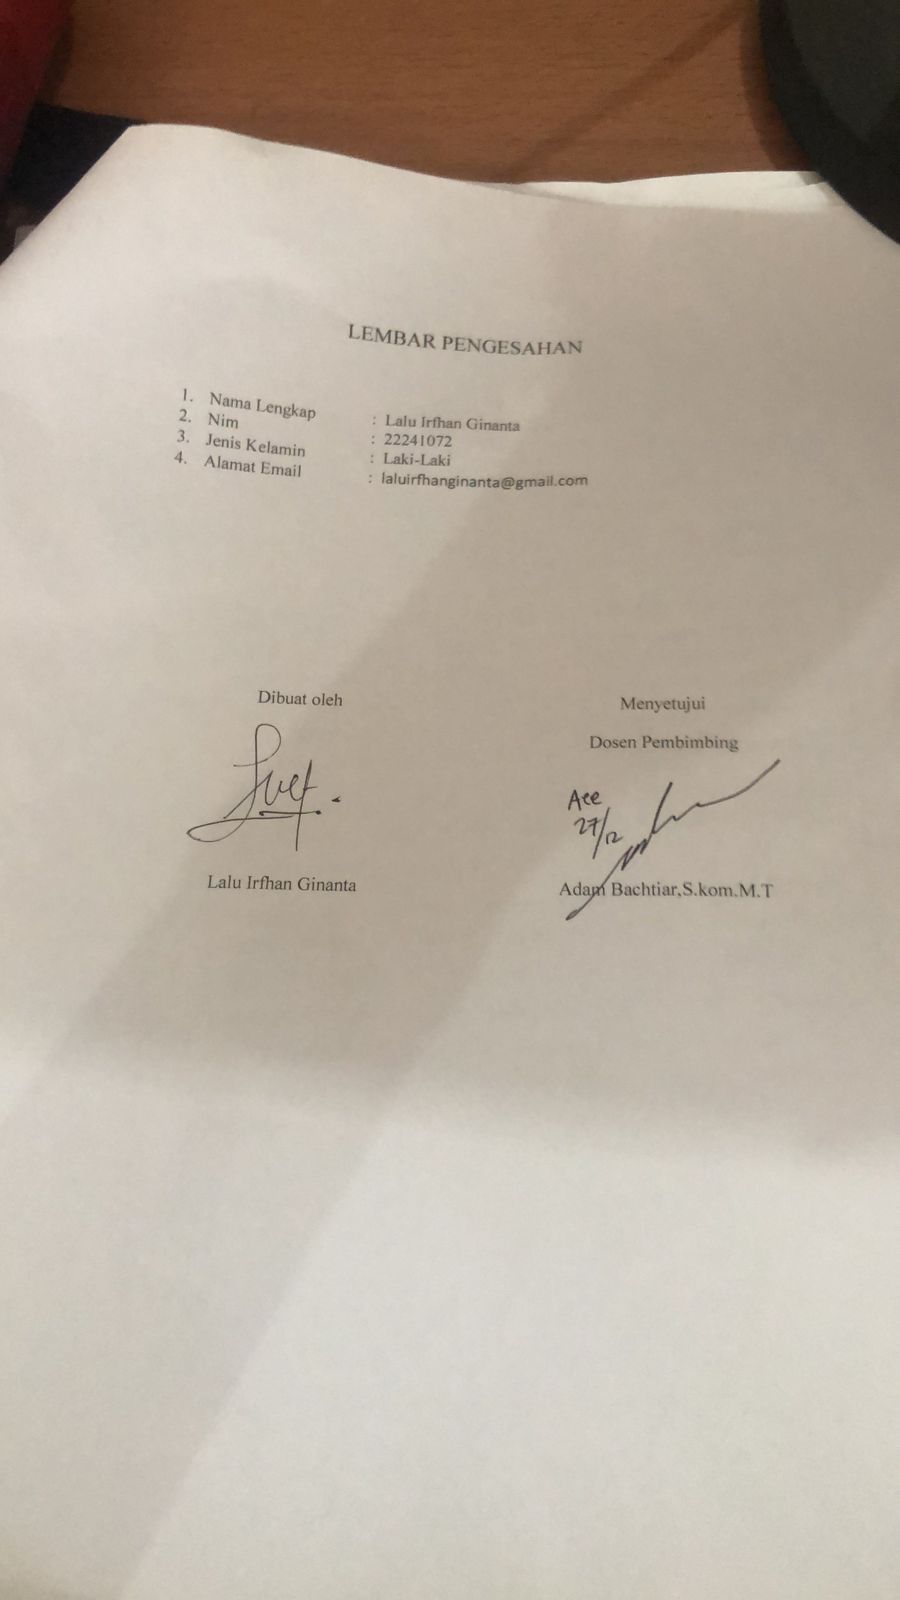 LEMBAR PENGESAHAN
1. Nama Lengkap : Lalu Irfhan Ginanta
2. Nim : 22241072
3. Jenis Kelamin : Laki-Laki
4. Alamat Email : laluirfhanginanta@gmail.com
Dibuat oleh
Menyetujui
Dosen Pembimbing
Acc
27/12
Lalu Irfhan Ginanta
Adam Bachtiar,S.kom.M.T